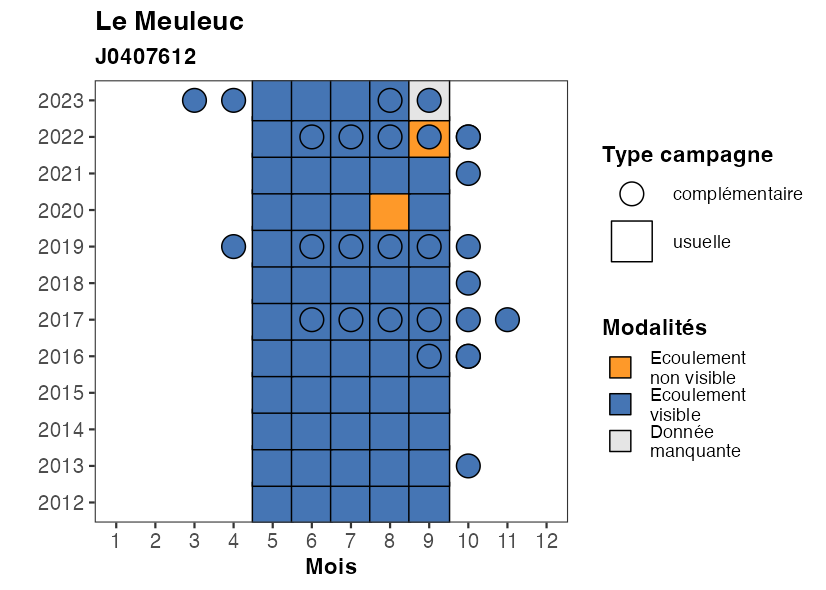 Le Meuleuc
J0407612
2023
2022
2021
2020
2019
2018
2017
2016
2015
2014
2013
2012
1 2 3 4 5 6 7 8 9 10 11 12
Mois
Type campagne
complémentaire
usuelle
Modalités
Ecoulement
non visible
Ecoulement
visible
Donnée
manquante